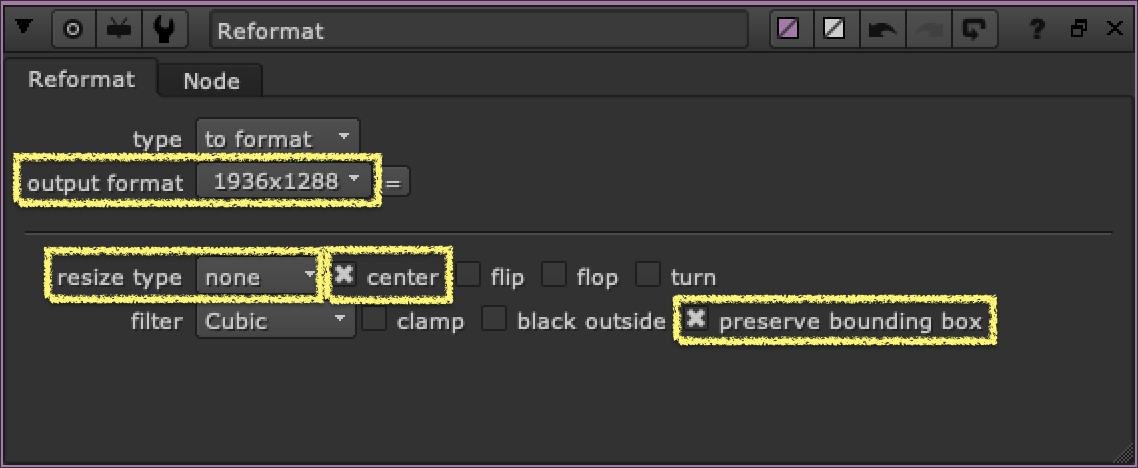 Reformat ?
Reformat Node
type to format
output format 1936x1288 =
resize type none center flip flop turn
filter Cubic clamp black outside preserve bounding box